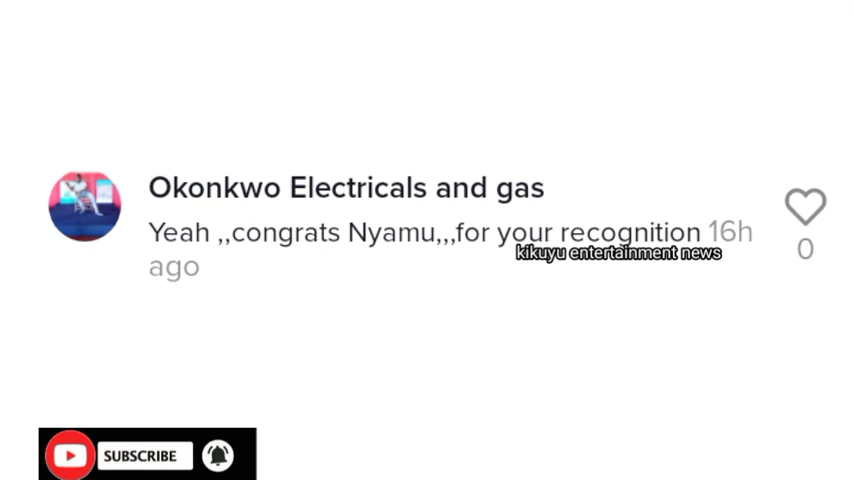 Okonkwo Electricals and gas
Yeah ,,congrats Nyamu,,,for your recognition 16h
ago
0
kikuyu entertainment news
SUBSCRIBE